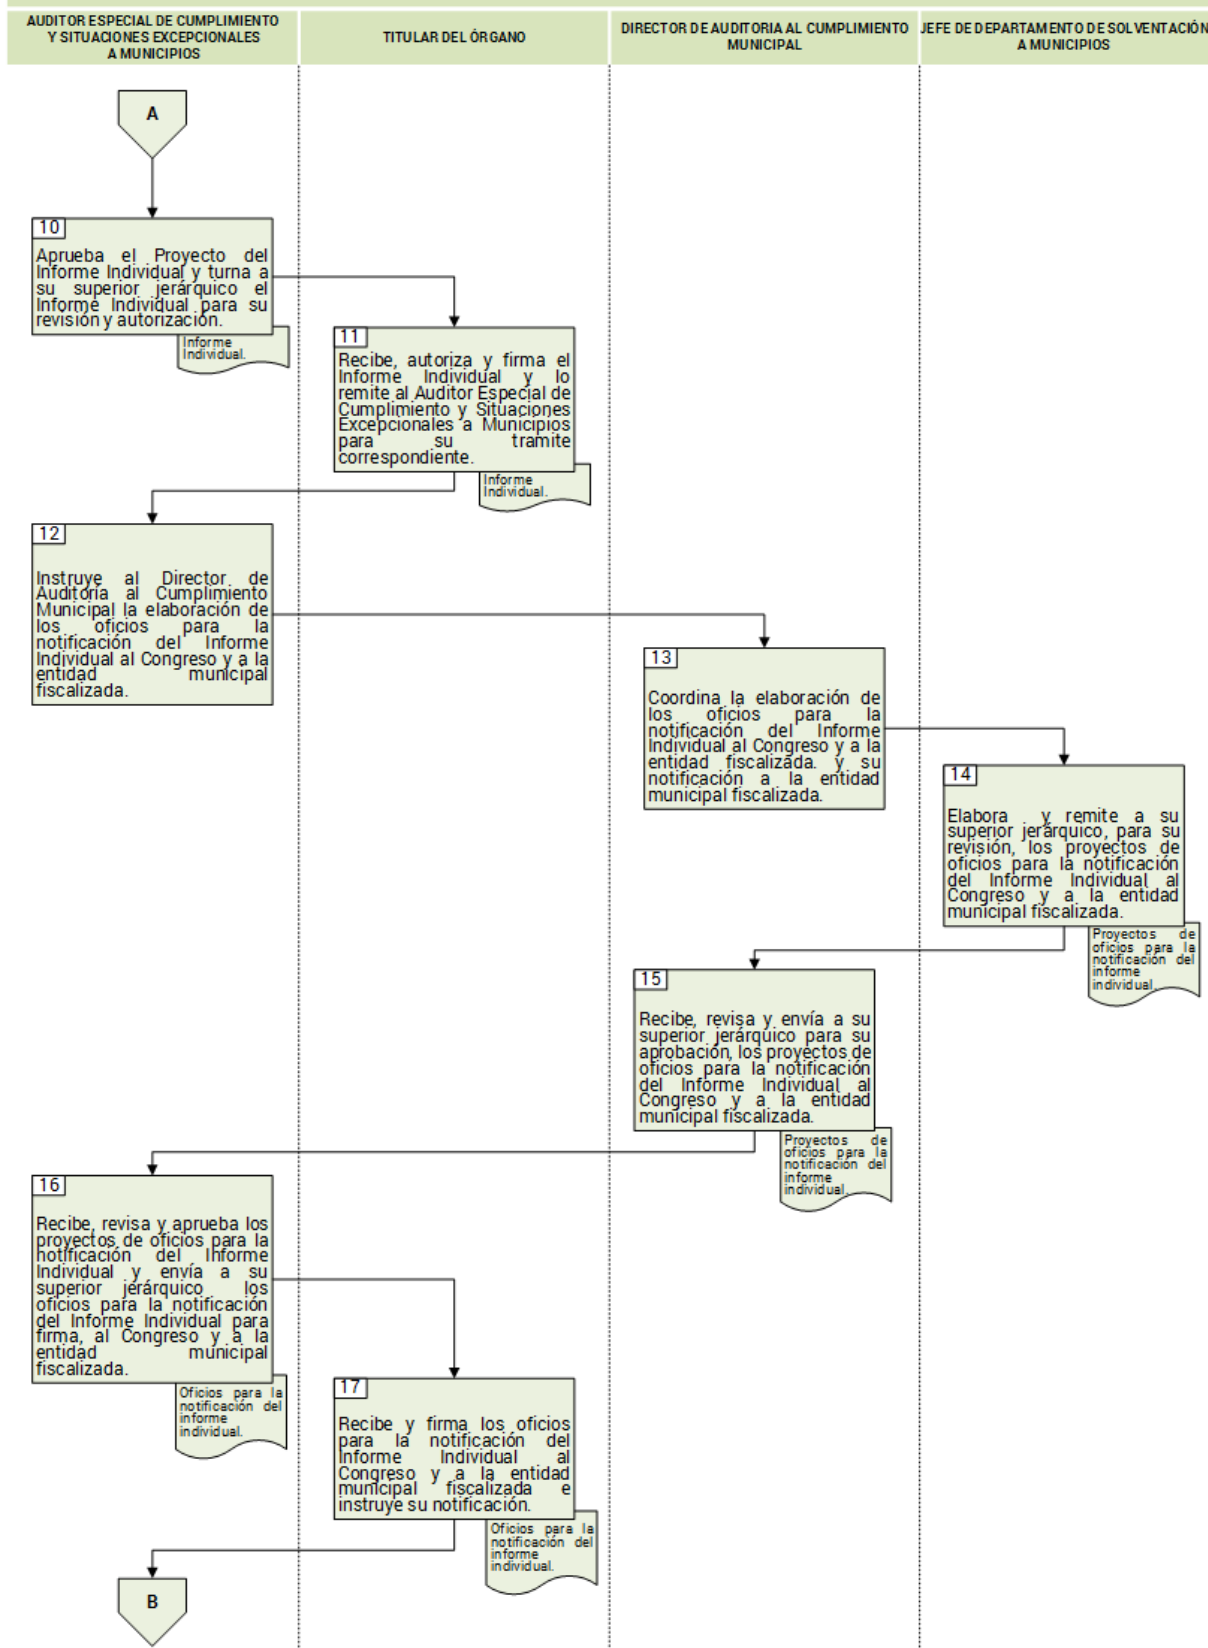 AUDITOR ESPECIAL DE CUMPLIMIENTO
Y SITUACIONES EXCEPCIONALES
A MUNICIPIOS
TITULAR DEL ÓRGANO
DIRECTOR DE AUDITORIA AL CUMPLIMIENTO
MUNICIPAL
JEFE DE DEPARTAMENTO DE SOLVENTACIÓN
A MUNICIPIOS
A
10
Aprueba el Proyecto del
Informe Individual y turna a
su superior jerárquico el
Informe Individual para su
revisión y autorización.
Informe
Individual.
11
Recibe, autoriza y firma el
Informe Individual y lo
remite al Auditor Especial de
Cumplimiento y Situaciones
Excepcionales a Municipios
para su tramite
correspondiente.
Informe
Individual.
12
Instruye al Director de
Auditoría al Cumplimiento
Municipal la elaboración de
los oficios para la
notificación del Informe
Individual al Congreso y a la
entidad municipal
fiscalizada.
13
Coordina la elaboración de
los oficios para la
notificación del Informe
Individual al Congreso y a la
entidad fiscalizada. y su
notificación a la entidad
municipal fiscalizada.
14
Elabora y remite a su
superior jerárquico, para su
revisión, los proyectos de
oficios para la notificación
del Informe Individual al
Congreso y a la entidad
municipal fiscalizada.
Proyectos de
oficios para la
notificación del
informe
individual.
15
Recibe, revisa y envía a su
superior jerárquico para su
aprobación, los proyectos de
oficios para la notificación
del Informe Individual al
Congreso y a la entidad
municipal fiscalizada.
Proyectos de
oficios para la
notificación del
informe
individual.
16
Recibe, revisa y aprueba los
proyectos de oficios para la
notificación del Informe
Individual y envía a su
superior jerárquico los
oficios para la notificación
del Informe Individual para
firma, al Congreso y a la
entidad municipal
fiscalizada.
Oficios para la
notificación del
informe
individual.
17
Recibe y firma los oficios
para la notificación del
Informe Individual al
Congreso y a la entidad
municipal fiscalizada e
instruye su notificación.
Oficios para la
notificación del
informe
individual.
B